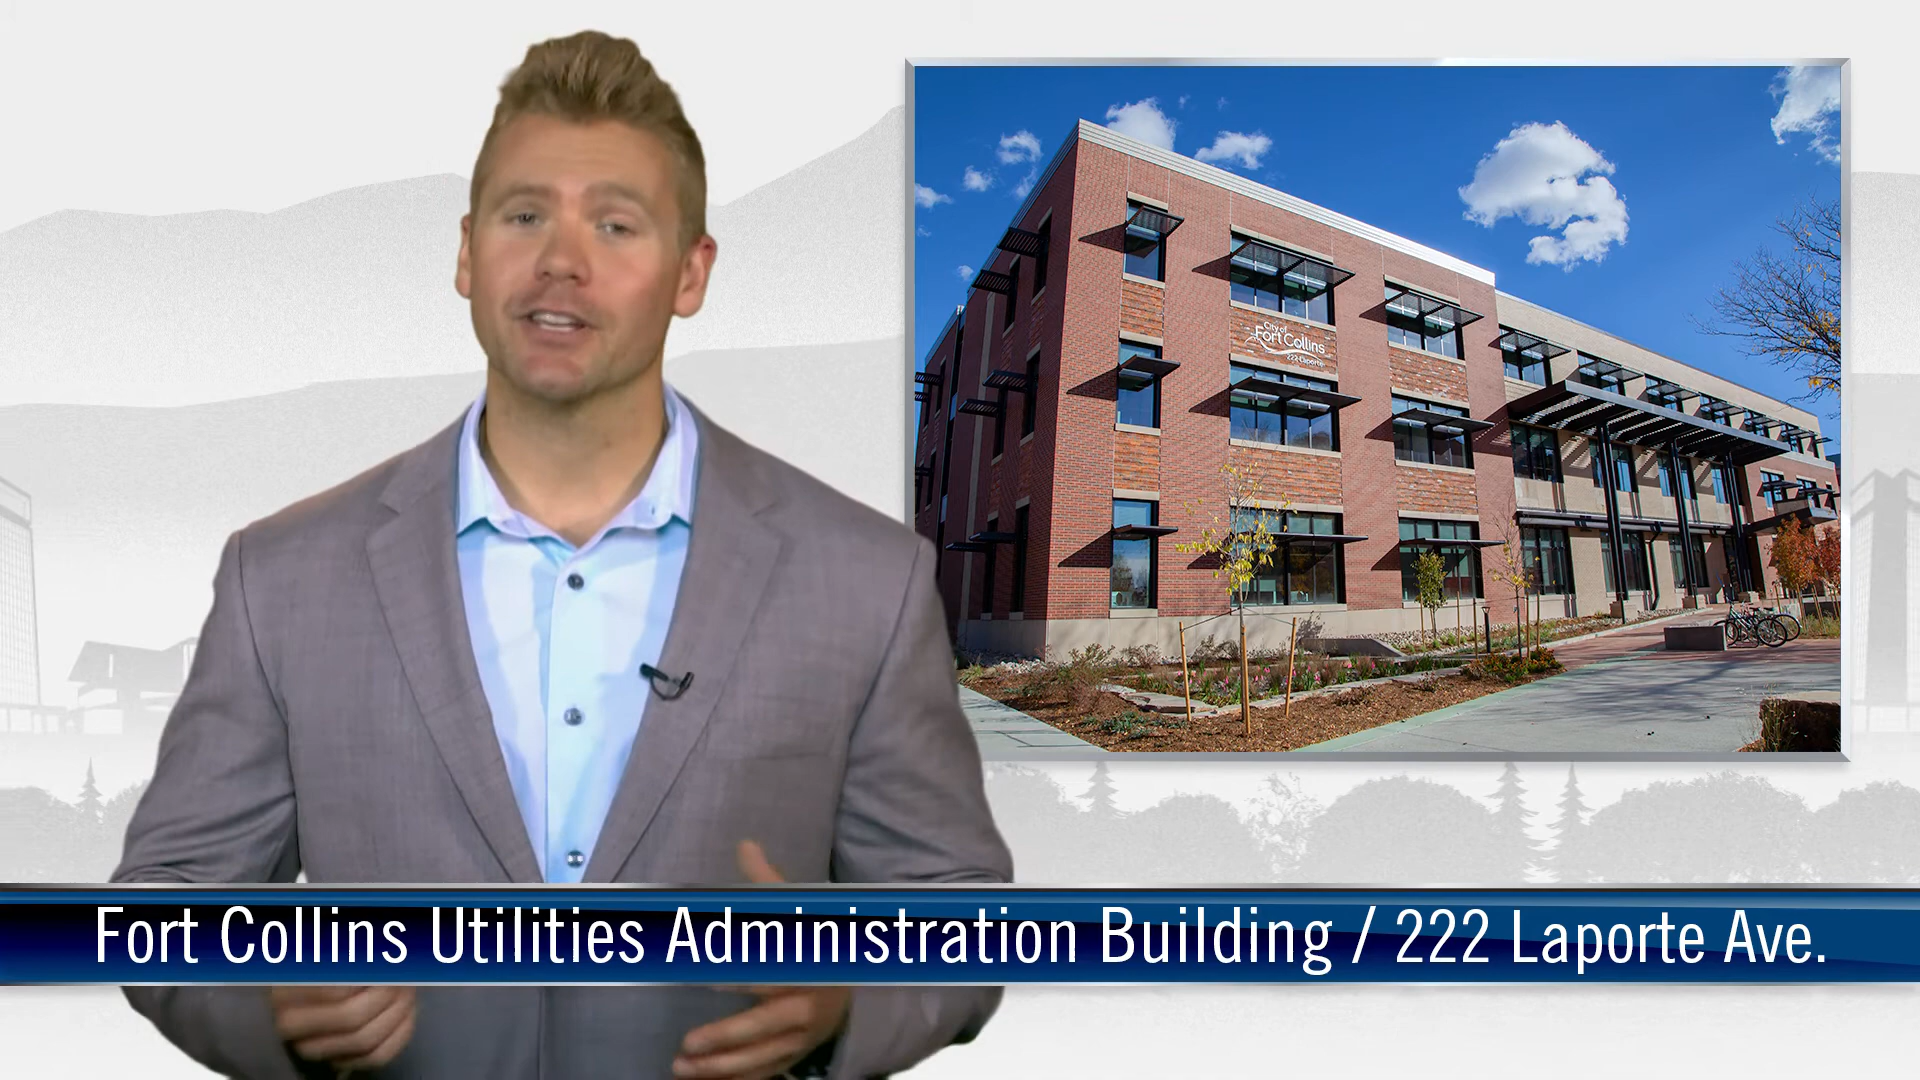 City of
Fort Collins
222 Laporte
Fort Collins Utilities Administration Building / 222 Laporte Ave.